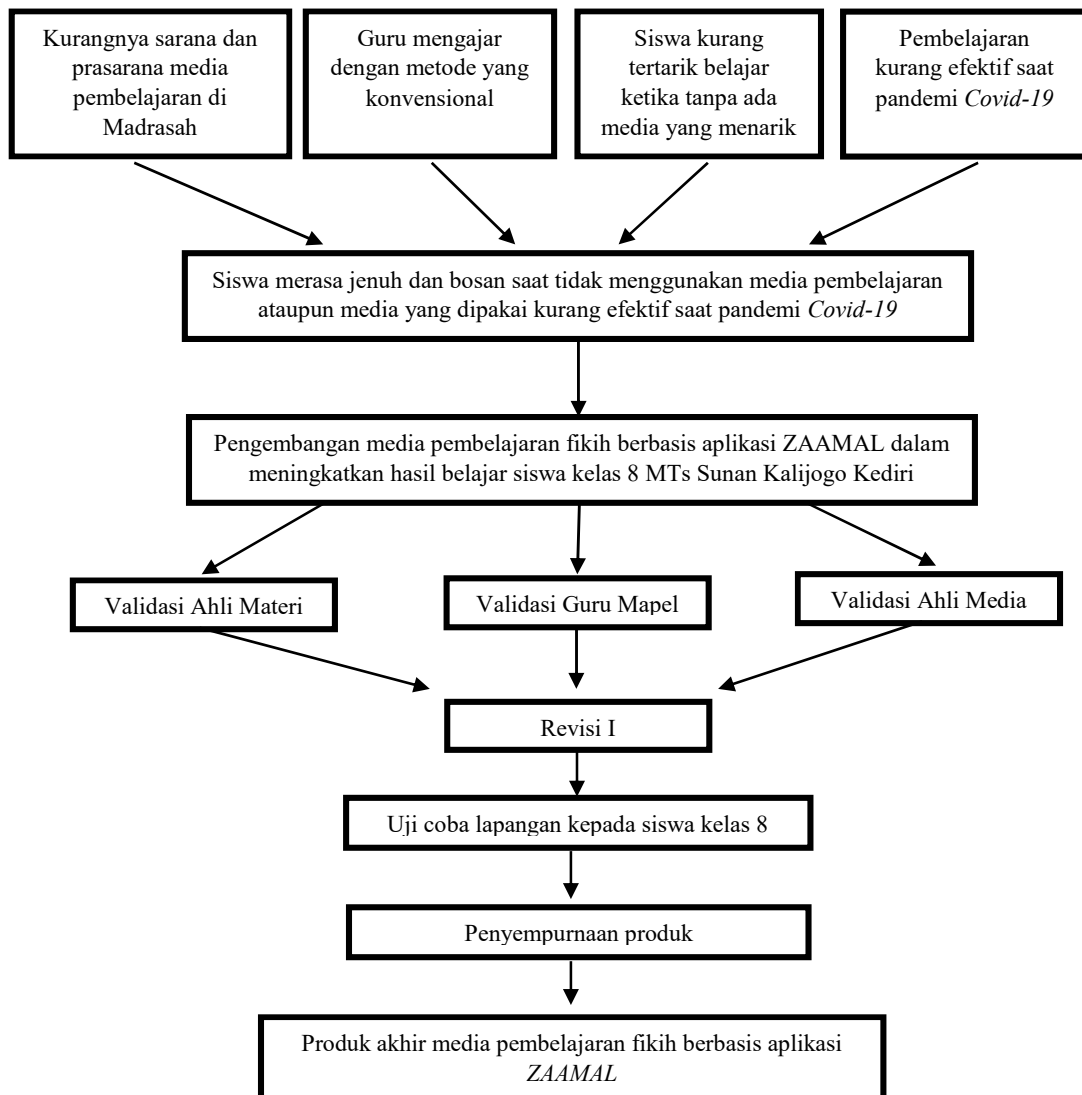 Kurangnya sarana dan
prasarana media
pembelajaran di
Madrasah
Guru mengajar
dengan metode yang
konvensional
Siswa kurang
tertarik belajar
ketika tanpa ada
media yang menarik
Pembelajaran
kurang efektif saat
pandemi Covid-19
Siswa merasa jenuh dan bosan saat tidak menggunakan media pembelajaran
ataupun media yang dipakai kurang efektif saat pandemi Covid-19
Pengembangan media pembelajaran fikih berbasis aplikasi ZAAMAL dalam
meningkatkan hasil belajar siswa kelas 8 MTs Sunan Kalijogo Kediri
Validasi Ahli Materi
Validasi Guru Mapel
Validasi Ahli Media
Revisi I
Uji coba lapangan kepada siswa kelas 8
Penyempurnaan produk
Produk akhir media pembelajaran fikih berbasis aplikasi
ZAAMAL